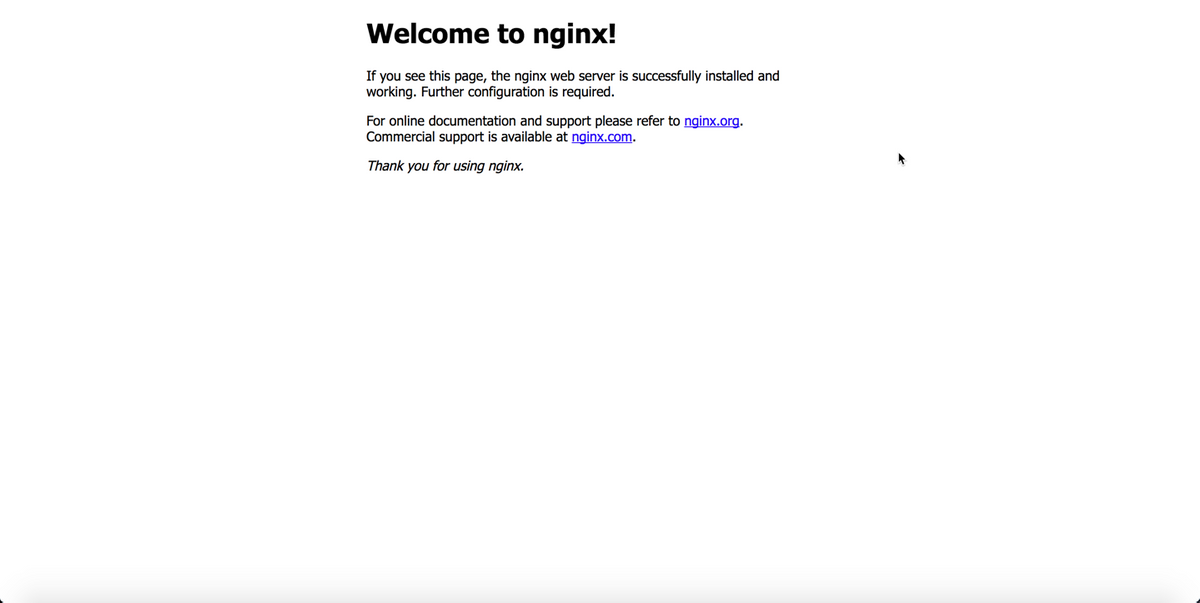 Welcome to nginx!
If you see this page, the nginx web server is successfully installed and
working. Further configuration is required.
For online documentation and support please refer to nginx.org.
Commercial support is available at nginx.com.
Thank you for using nginx.